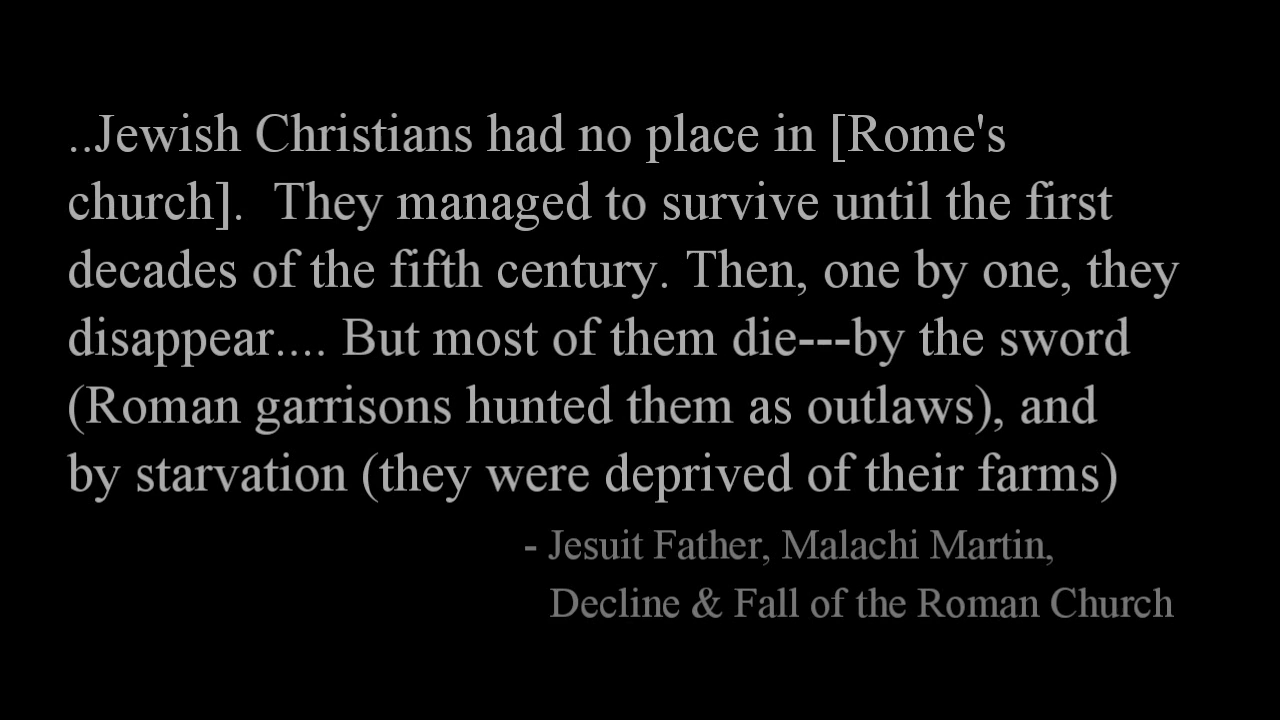 ..Jewish Christians had no place in [Rome's
church].  They managed to survive until the first
decades of the fifth century. Then, one by one, they
disappear.... But most of them die---by the sword
(Roman garrisons hunted them as outlaws), and
by starvation (they were deprived of their farms)
- Jesuit Father, Malachi Martin,
Decline & Fall of the Roman Church